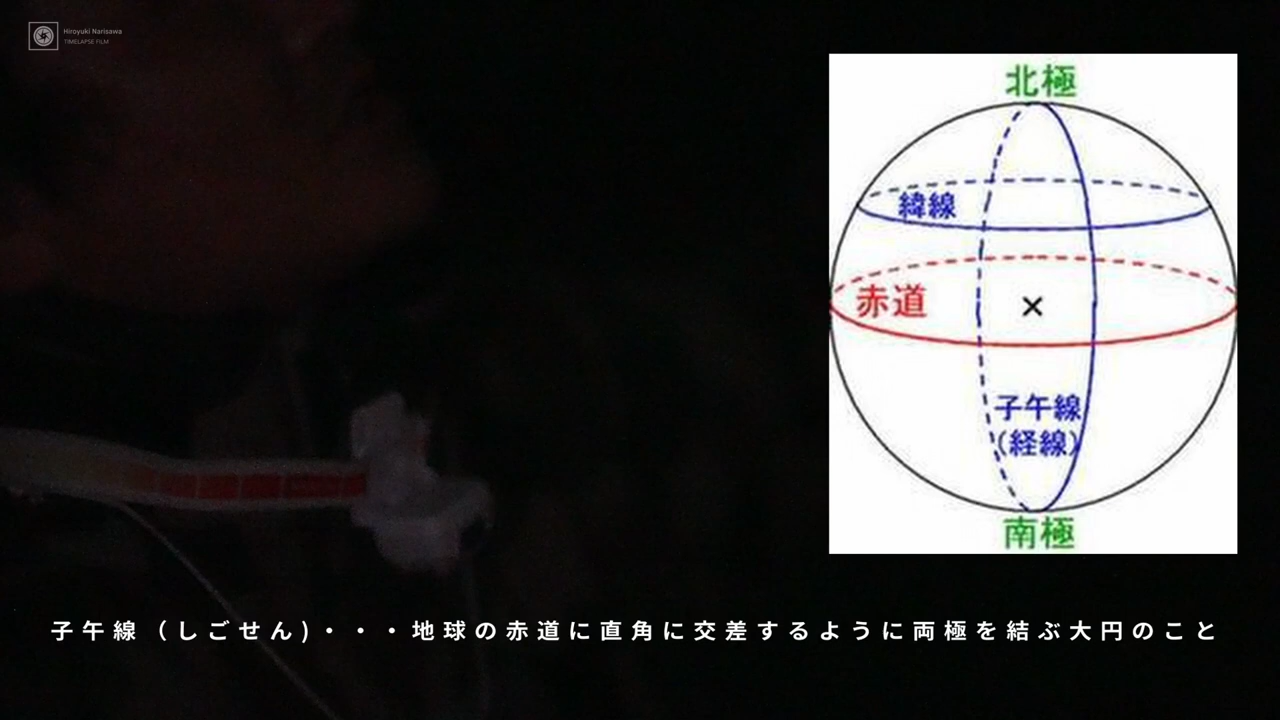 Hiroyuki Narisawa
TIMELAPSE FILM
北極
緯線
赤道
子午線
(経線)
南極
子午線（しごせん)・・・地球の赤道に直角に交差するように両極を結ぶ大円のこと